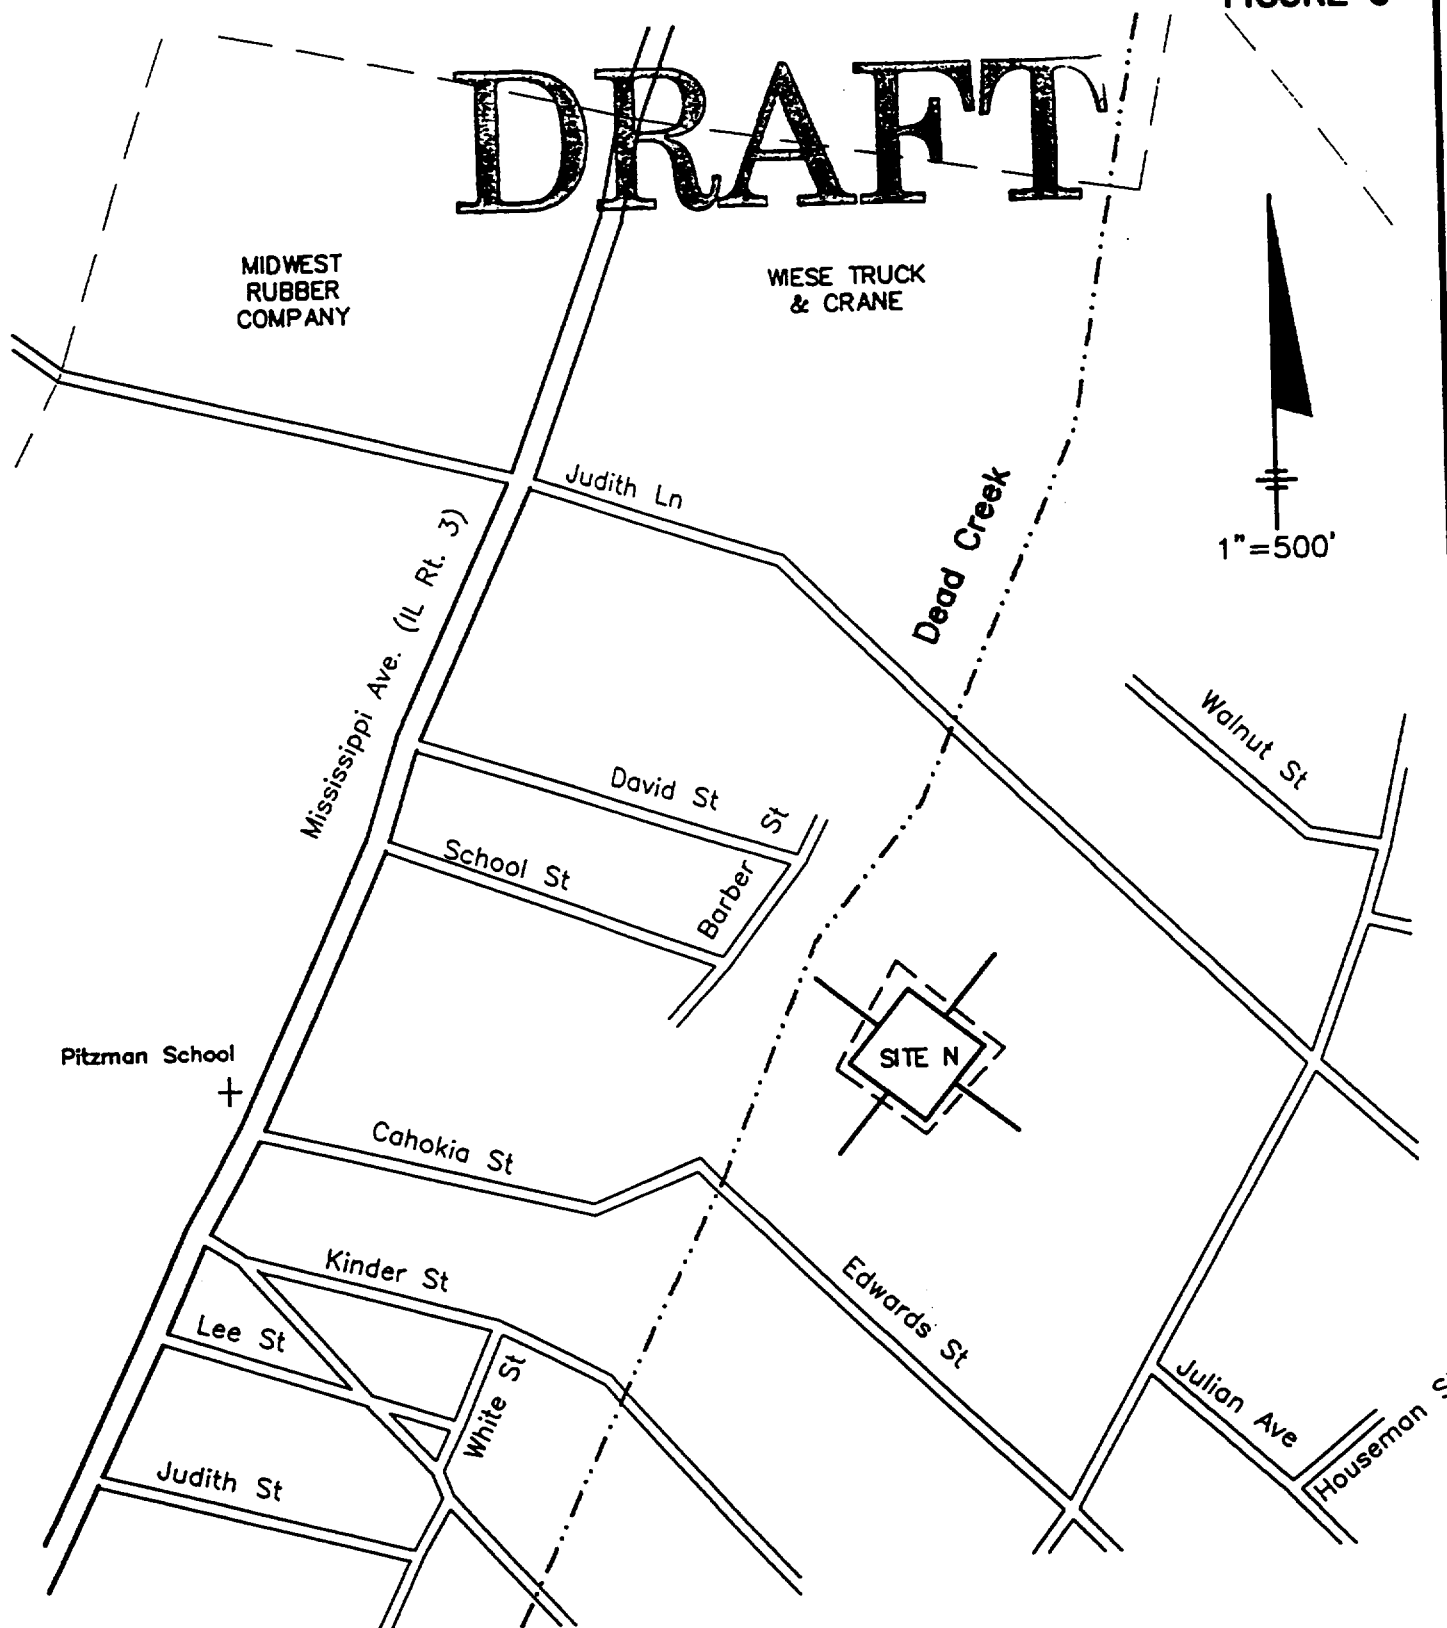 DRAFT
MIDWEST
RUBBER
COMPANY
WIESE TRUCK
& CRANE
Judith Ln
1"=500'
Dead Creek
Mississippi Ave. (IL Rt. 3)
Walnut St
David St
School St
Barber St
SITE N
Pitzman School
Cahokia St
Kinder St
Edwards St
Lee St
White St
Julian Ave
Houseman
Judith St